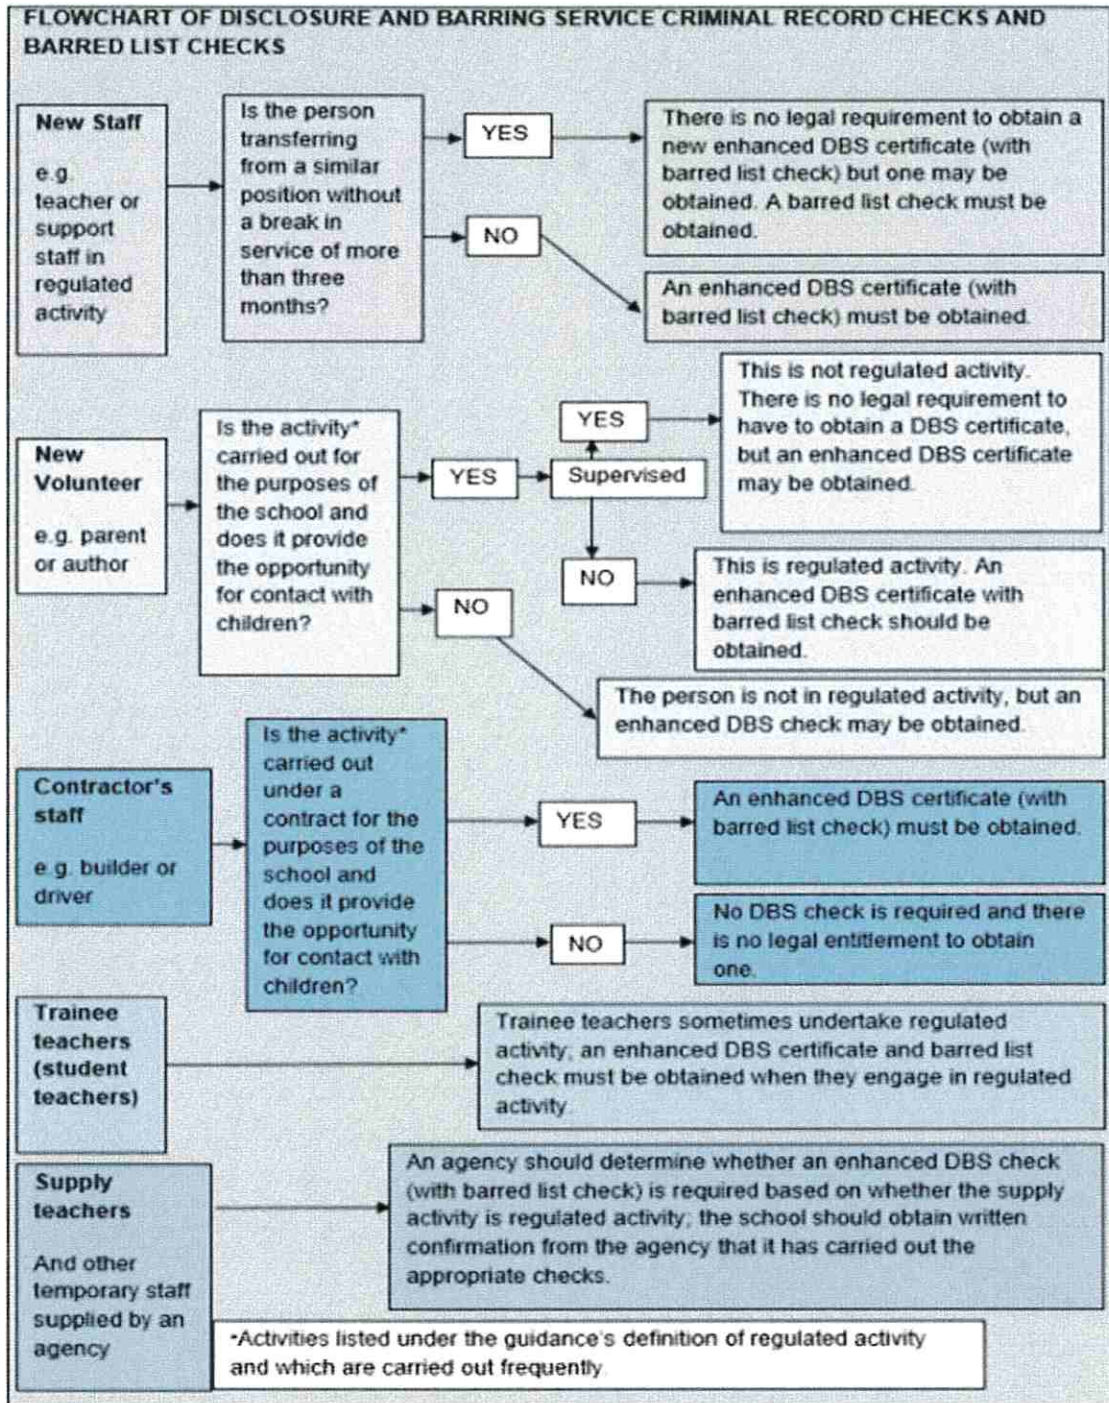 FLOWCHART OF DISCLOSURE AND BARRING SERVICE CRIMINAL RECORD CHECKS AND
BARRED LIST CHECKS
New Staff
e.g.
teacher or
support
staff in
regulated
activity
Is the person
transferring
from a similar
position without
a break in
service of more
than three
months?
YES
There is no legal requirement to obtain a
new enhanced DBS certificate (with
barred list check) but one may be
obtained. A barred list check must be
obtained.
NO
An enhanced DBS certificate (with
barred list check) must be obtained.
New
Volunteer
e.g. parent
or author
Is the activity*
carried out for
the purposes of
the school and
does it provide
the opportunity
for contact with
children?
YES
Supervised
YES
This is not regulated activity.
There is no legal requirement to
have to obtain a DBS certificate,
but an enhanced DBS certificate
may be obtained.
NO
This is regulated activity. An
enhanced DBS certificate with
barred list check should be
obtained.
NO
The person is not in regulated activity, but an
enhanced DBS check may be obtained.
Contractor's
staff
e.g. builder or
driver
Is the activity*
carried out
under a
contract for the
purposes of the
school and
does it provide
the opportunity
for contact with
children?
YES
An enhanced DBS certificate (with
barred list check) must be obtained.
NO
No DBS check is required and there
is no legal entitlement to obtain
one.
Trainee
teachers
(student
teachers)
Trainee teachers sometimes undertake regulated
activity; an enhanced DBS certificate and barred list
check must be obtained when they engage in regulated
activity.
Supply
teachers
And other
temporary staff
supplied by an
agency
An agency should determine whether an enhanced DBS check
(with barred list check) is required based on whether the supply
activity is regulated activity; the school should obtain written
confirmation from the agency that it has carried out the
appropriate checks.
*Activities listed under the guidance's definition of regulated activity
and which are carried out frequently.